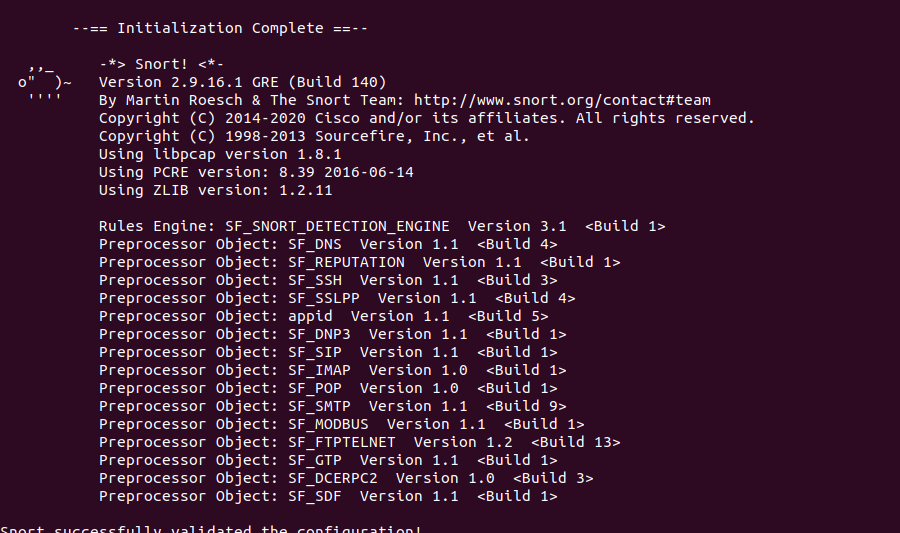 --== Initialization Complete ==--
,,_ -*> Snort! <*-
o" )~ Version 2.9.16.1 GRE (Build 140)
'''' By Martin Roesch & The Snort Team: http://www.snort.org/contact#team
Copyright (C) 2014-2020 Cisco and/or its affiliates. All rights reserved.
Copyright (C) 1998-2013 Sourcefire, Inc., et al.
Using libpcap version 1.8.1
Using PCRE version: 8.39 2016-06-14
Using ZLIB version: 1.2.11
Rules Engine: SF_SNORT_DETECTION_ENGINE Version 3.1 <Build 1>
Preprocessor Object: SF_DNS Version 1.1 <Build 4>
Preprocessor Object: SF_REPUTATION Version 1.1 <Build 1>
Preprocessor Object: SF_SSH Version 1.1 <Build 3>
Preprocessor Object: SF_SSLPP Version 1.1 <Build 4>
Preprocessor Object: appid Version 1.1 <Build 5>
Preprocessor Object: SF_DNP3 Version 1.1 <Build 1>
Preprocessor Object: SF_SIP Version 1.1 <Build 1>
Preprocessor Object: SF_IMAP Version 1.0 <Build 1>
Preprocessor Object: SF_POP Version 1.0 <Build 1>
Preprocessor Object: SF_SMTP Version 1.1 <Build 9>
Preprocessor Object: SF_MODBUS Version 1.1 <Build 1>
Preprocessor Object: SF_FTPTELNET Version 1.2 <Build 13>
Preprocessor Object: SF_GTP Version 1.1 <Build 1>
Preprocessor Object: SF_DCERPC2 Version 1.0 <Build 3>
Preprocessor Object: SF_SDF Version 1.1 <Build 1>
Snort successfully validated the configuration!